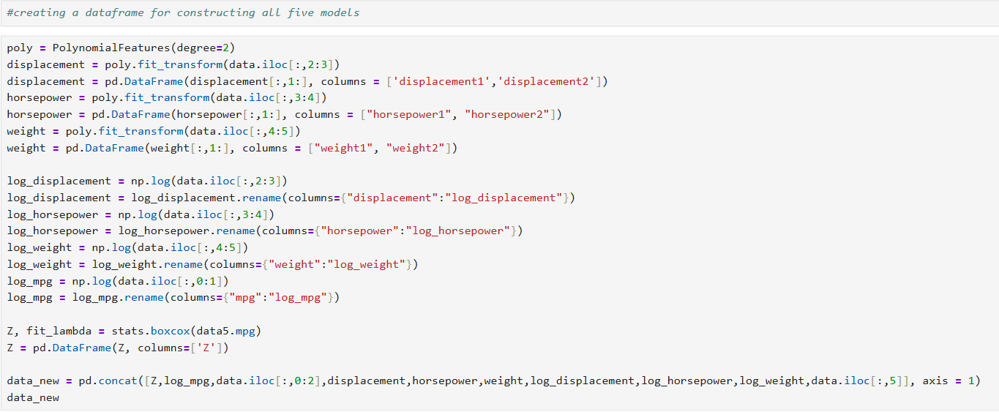 #creating a dataframe for constructing all five models
poly = PolynomialFeatures(degree=2)
displacement = poly.fit_transform(data.iloc[:,2:3])
displacement = pd.DataFrame(displacement[:,1:], columns = ['displacement1','displacement2'])
horsepower = poly.fit_transform(data.iloc[:,3:4])
horsepower = pd.DataFrame(horsepower[:,1:], columns = ["horsepower1", "horsepower2"])
weight = poly.fit_transform(data.iloc[:,4:5])
weight = pd.DataFrame(weight[:,1:], columns = ["weight1", "weight2"])
log_displacement = np.log(data.iloc[:,2:3])
log_displacement = log_displacement.rename(columns={"displacement":"log_displacement"})
log_horsepower = np.log(data.iloc[:,3:4])
log_horsepower = log_horsepower.rename(columns={"horsepower":"log_horsepower"})
log_weight = np.log(data.iloc[:,4:5])
log_weight = log_weight.rename(columns={"weight":"log_weight"})
log_mpg = np.log(data.iloc[:,0:1])
log_mpg = log_mpg.rename(columns={"mpg":"log_mpg"})
Z, fit_lambda = stats.boxcox(data5.mpg)
Z = pd.DataFrame(Z, columns=['Z'])
data_new = pd.concat([Z,log_mpg,data.iloc[:,0:2],displacement,horsepower,weight,log_displacement,log_horsepower,log_weight,data.iloc[:,5]], axis = 1)
data_new